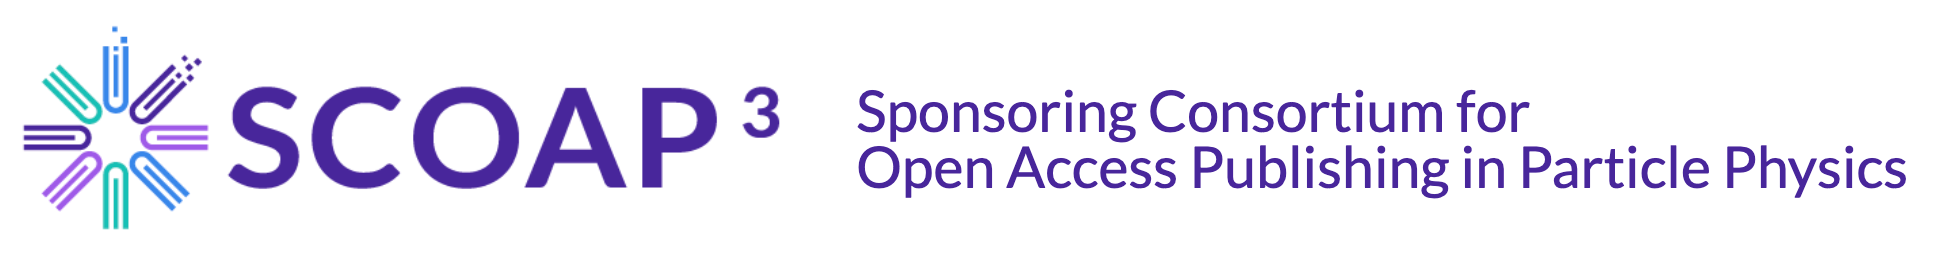 SCOAP³
Sponsoring Consortium for
Open Access Publishing in Particle Physics